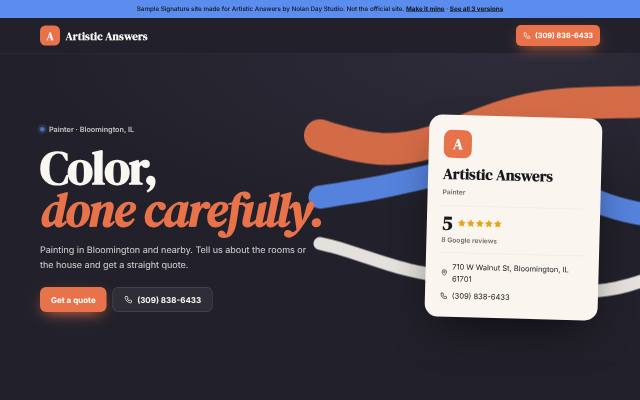 Sample Signature site made for Artistic Answers by Nolan Day Studio. Not the official site. Make it mine · See all 3 versions
A Artistic Answers
(309) 838-6433
Painter · Bloomington, IL
Color,
done carefully.
Painting in Bloomington and nearby. Tell us about the rooms or
the house and get a straight quote.
Get a quote
(309) 838-6433
A
Artistic Answers
Painter
5 ★★★★★
8 Google reviews
710 W Walnut St, Bloomington, IL
61701
(309) 838-6433